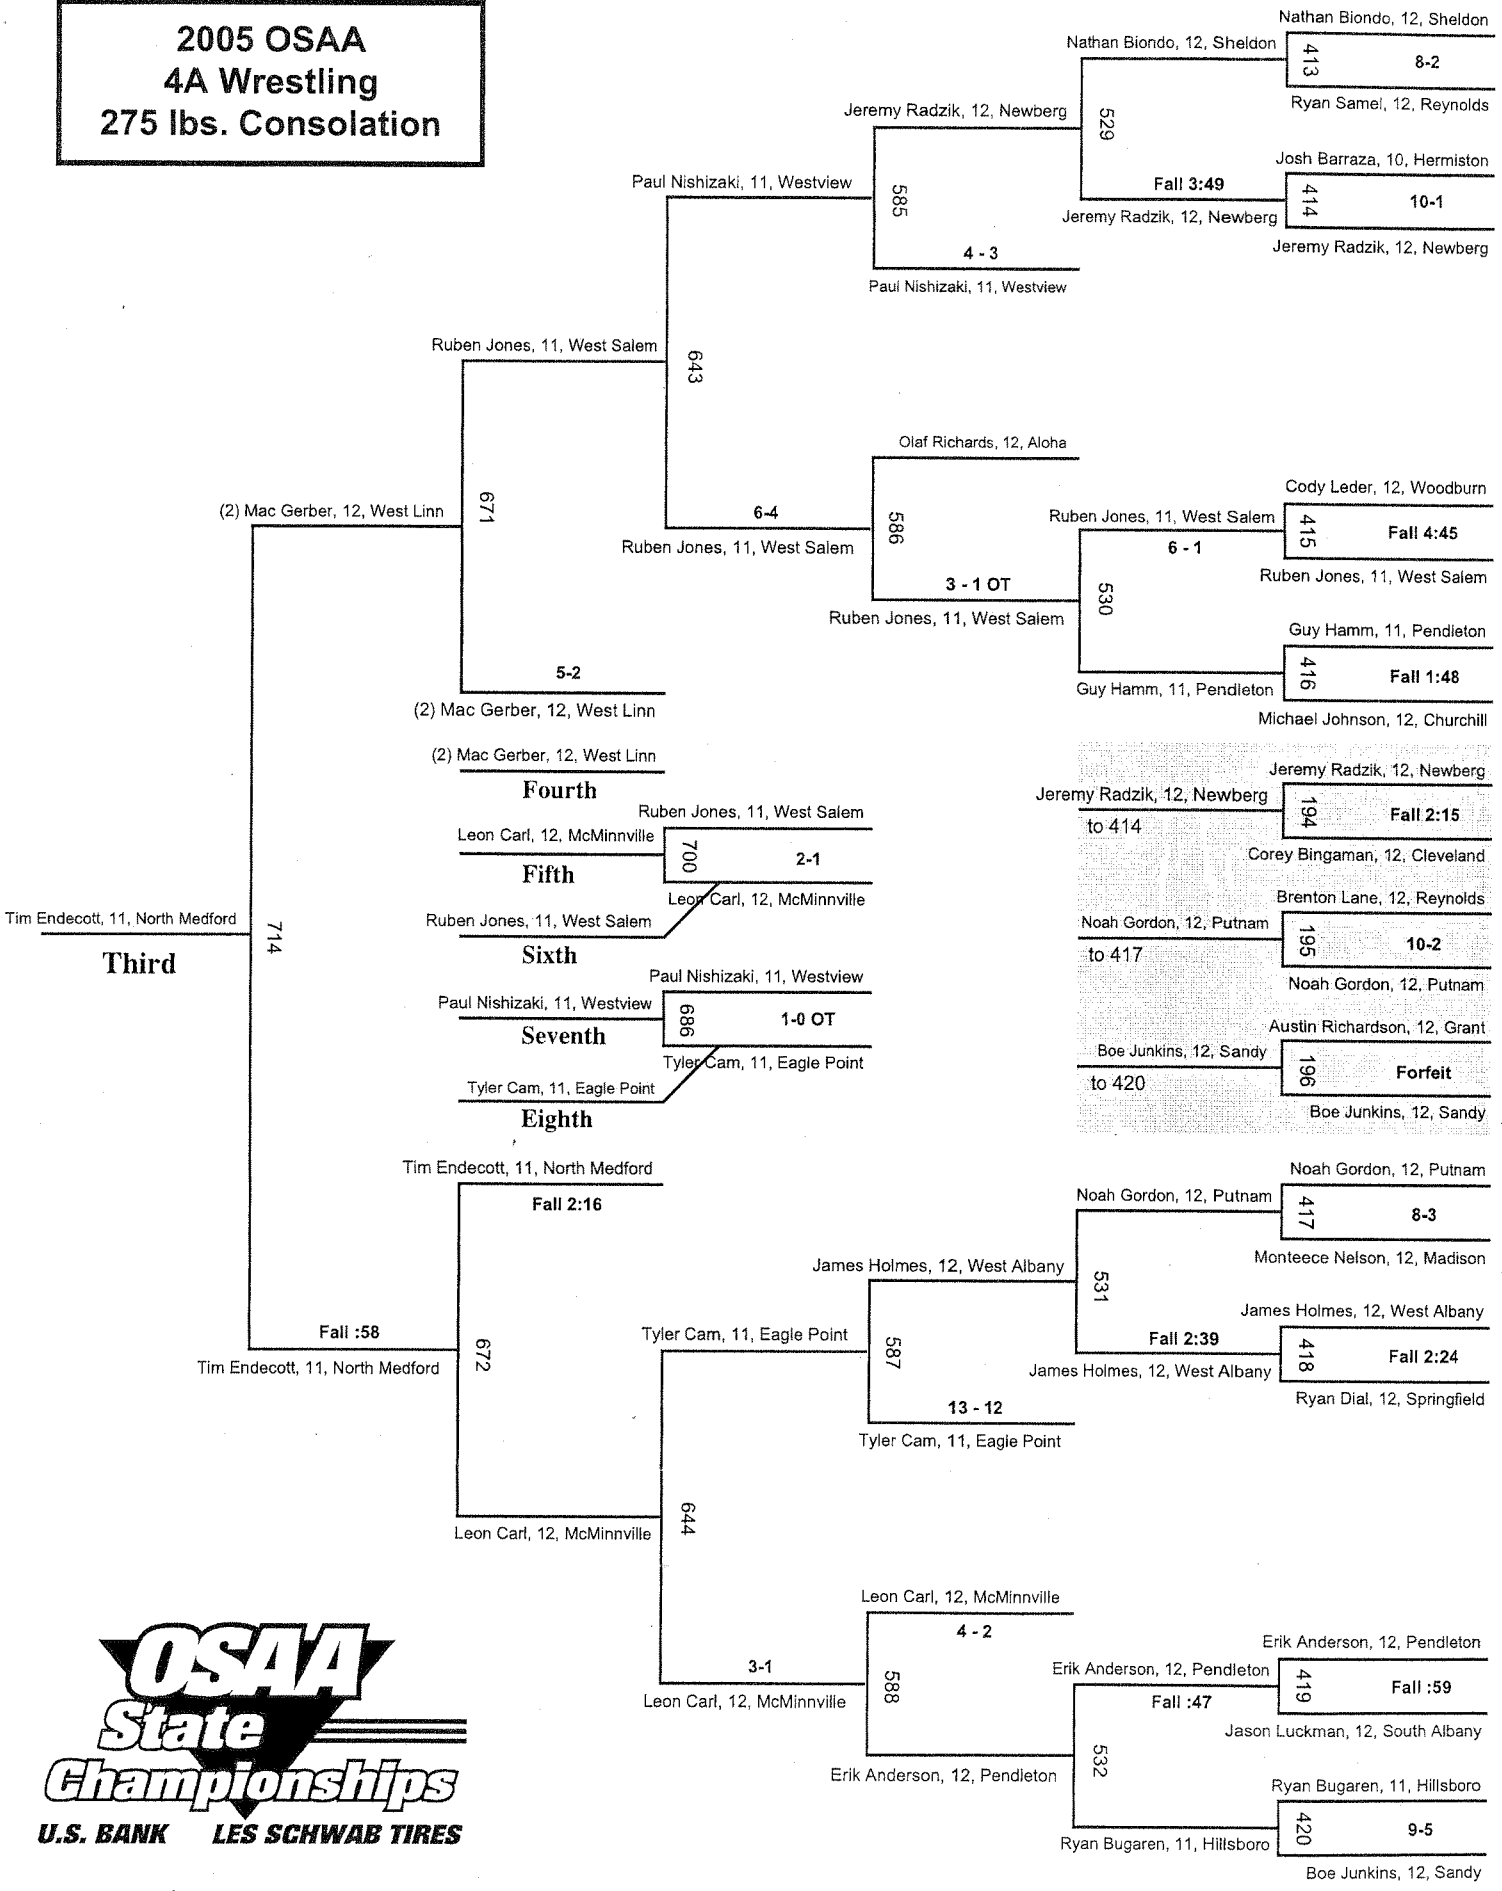 2005 OSAA
4A Wrestling
275 lbs. Consolation
Nathan Biondo, 12, Sheldon
Nathan Biondo, 12, Sheldon
413
8-2
Ryan Samel, 12, Reynolds
Jeremy Radzik, 12, Newberg
529
Josh Barraza, 10, Hermiston
Fall 3:49
414
10-1
Jeremy Radzik, 12, Newberg
Jeremy Radzik, 12, Newberg
Paul Nishizaki, 11, Westview
585
4 - 3
Paul Nishizaki, 11, Westview
Ruben Jones, 11, West Salem
643
Olaf Richards, 12, Aloha
Cody Leder, 12, Woodburn
(2) Mac Gerber, 12, West Linn
671
6-4
586
Ruben Jones, 11, West Salem
415
Fall 4:45
Ruben Jones, 11, West Salem
6 - 1
Ruben Jones, 11, West Salem
3 - 1 OT
530
Ruben Jones, 11, West Salem
Guy Hamm, 11, Pendleton
5-2
416
Fall 1:48
Guy Hamm, 11, Pendleton
(2) Mac Gerber, 12, West Linn
Michael Johnson, 12, Churchill
(2) Mac Gerber, 12, West Linn
Fourth
Jeremy Radzik, 12, Newberg
Jeremy Radzik, 12, Newberg
194
Fall 2:15
to 414
Corey Bingaman, 12, Cleveland
Ruben Jones, 11, West Salem
Leon Carl, 12, McMinnville
700
2-1
Fifth
Leon Carl, 12, McMinnville
Ruben Jones, 11, West Salem
Sixth
Brenton Lane, 12, Reynolds
Noah Gordon, 12, Putnam
195
10-2
to 417
Noah Gordon, 12, Putnam
Tim Endecott, 11, North Medford
714
Third
Paul Nishizaki, 11, Westview
Paul Nishizaki, 11, Westview
686
1-0 OT
Seventh
Tyler Cam, 11, Eagle Point
Tyler Cam, 11, Eagle Point
Eighth
Austin Richardson, 12, Grant
Boe Junkins, 12, Sandy
196
Forfeit
to 420
Boe Junkins, 12, Sandy
Tim Endecott, 11, North Medford
Fall 2:16
Noah Gordon, 12, Putnam
Noah Gordon, 12, Putnam
417
8-3
Monteece Nelson, 12, Madison
James Holmes, 12, West Albany
531
James Holmes, 12, West Albany
Fall :58
672
Tyler Cam, 11, Eagle Point
587
Fall 2:39
418
Fall 2:24
Tim Endecott, 11, North Medford
James Holmes, 12, West Albany
Ryan Dial, 12, Springfield
13 - 12
Tyler Cam, 11, Eagle Point
Leon Carl, 12, McMinnville
644
Leon Carl, 12, McMinnville
4 - 2
Erik Anderson, 12, Pendleton
3-1
588
Erik Anderson, 12, Pendleton
419
Fall :59
Leon Carl, 12, McMinnville
Fall :47
Jason Luckman, 12, South Albany
532
Erik Anderson, 12, Pendleton
Ryan Bugaren, 11, Hillsboro
420
9-5
Ryan Bugaren, 11, Hillsboro
Boe Junkins, 12, Sandy
OSAA
State
Championships
U.S. BANK LES SCHWAB TIRES